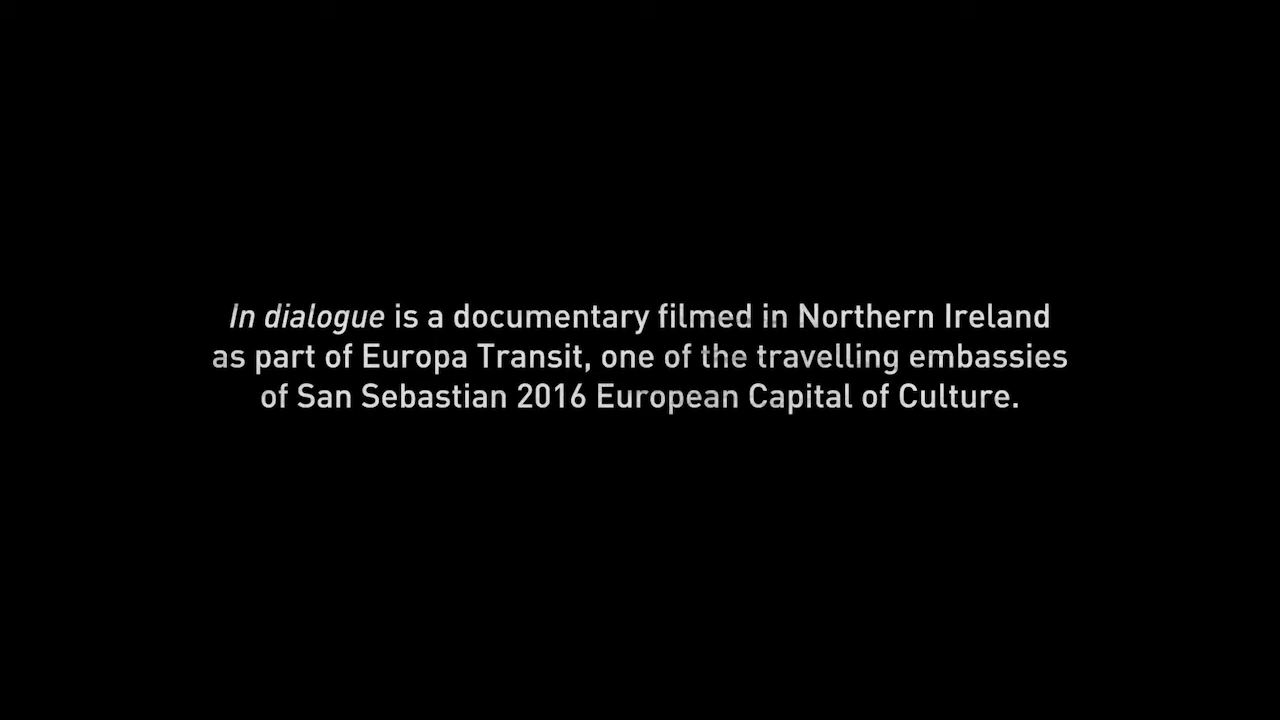 In dialogue is a documentary filmed in Northern Ireland
as part of Europa Transit, one of the travelling embassies
of San Sebastian 2016 European Capital of Culture.